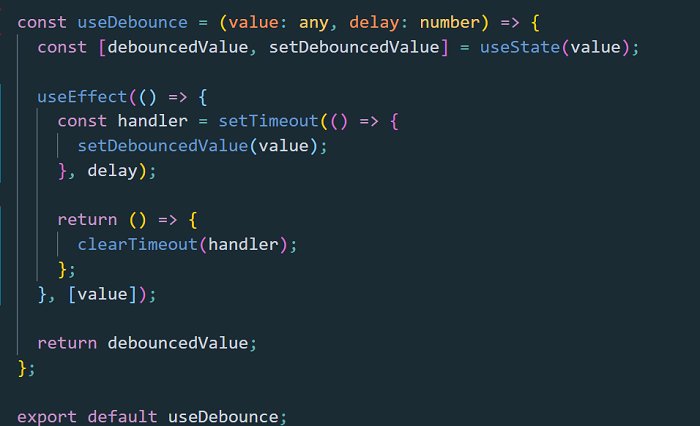 const useDebounce = (value: any, delay: number) => {
  const [debouncedValue, setDebouncedValue] = useState(value);

  useEffect(() => {
    const handler = setTimeout(() => {
      setDebouncedValue(value);
    }, delay);

    return () => {
      clearTimeout(handler);
    };
  }, [value]);

  return debouncedValue;
};

export default useDebounce;